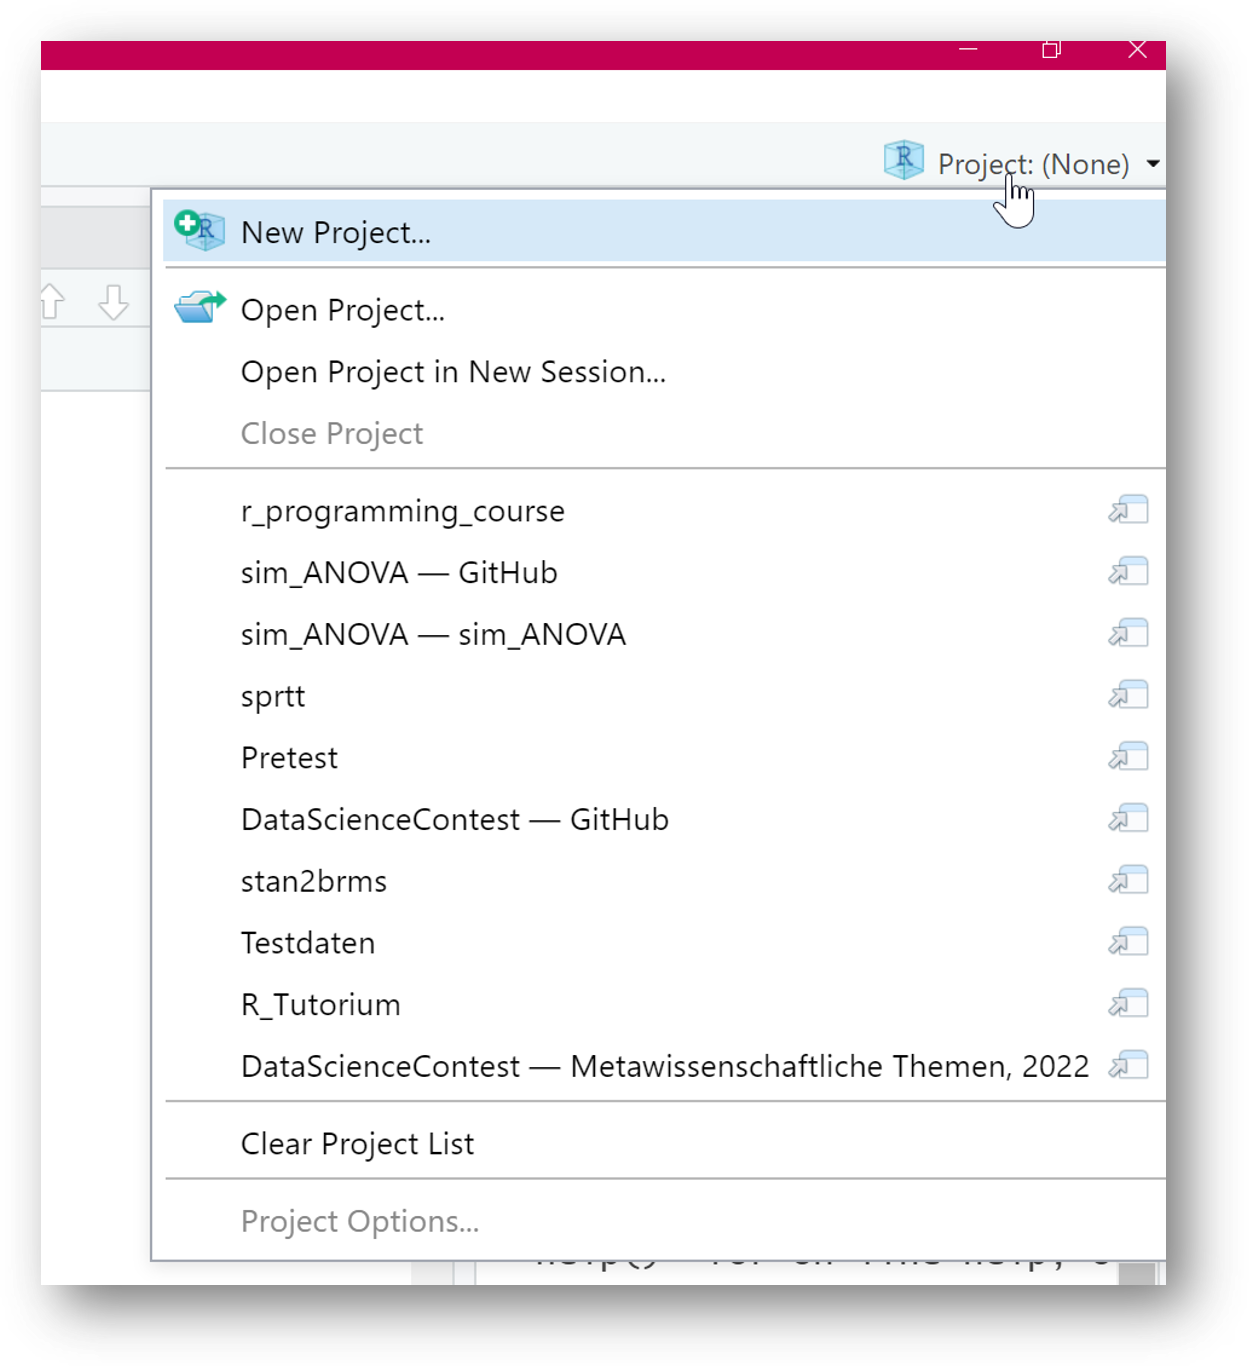 Project: (None)
New Project...
Open Project...
Open Project in New Session...
Close Project
r_programming_course
sim_ANOVA — GitHub
sim_ANOVA — sim_ANOVA
sprtt
Pretest
DataScienceContest — GitHub
stan2brms
Testdaten
R_Tutorium
DataScienceContest — Metawissenschaftliche Themen, 2022
Clear Project List
Project Options...